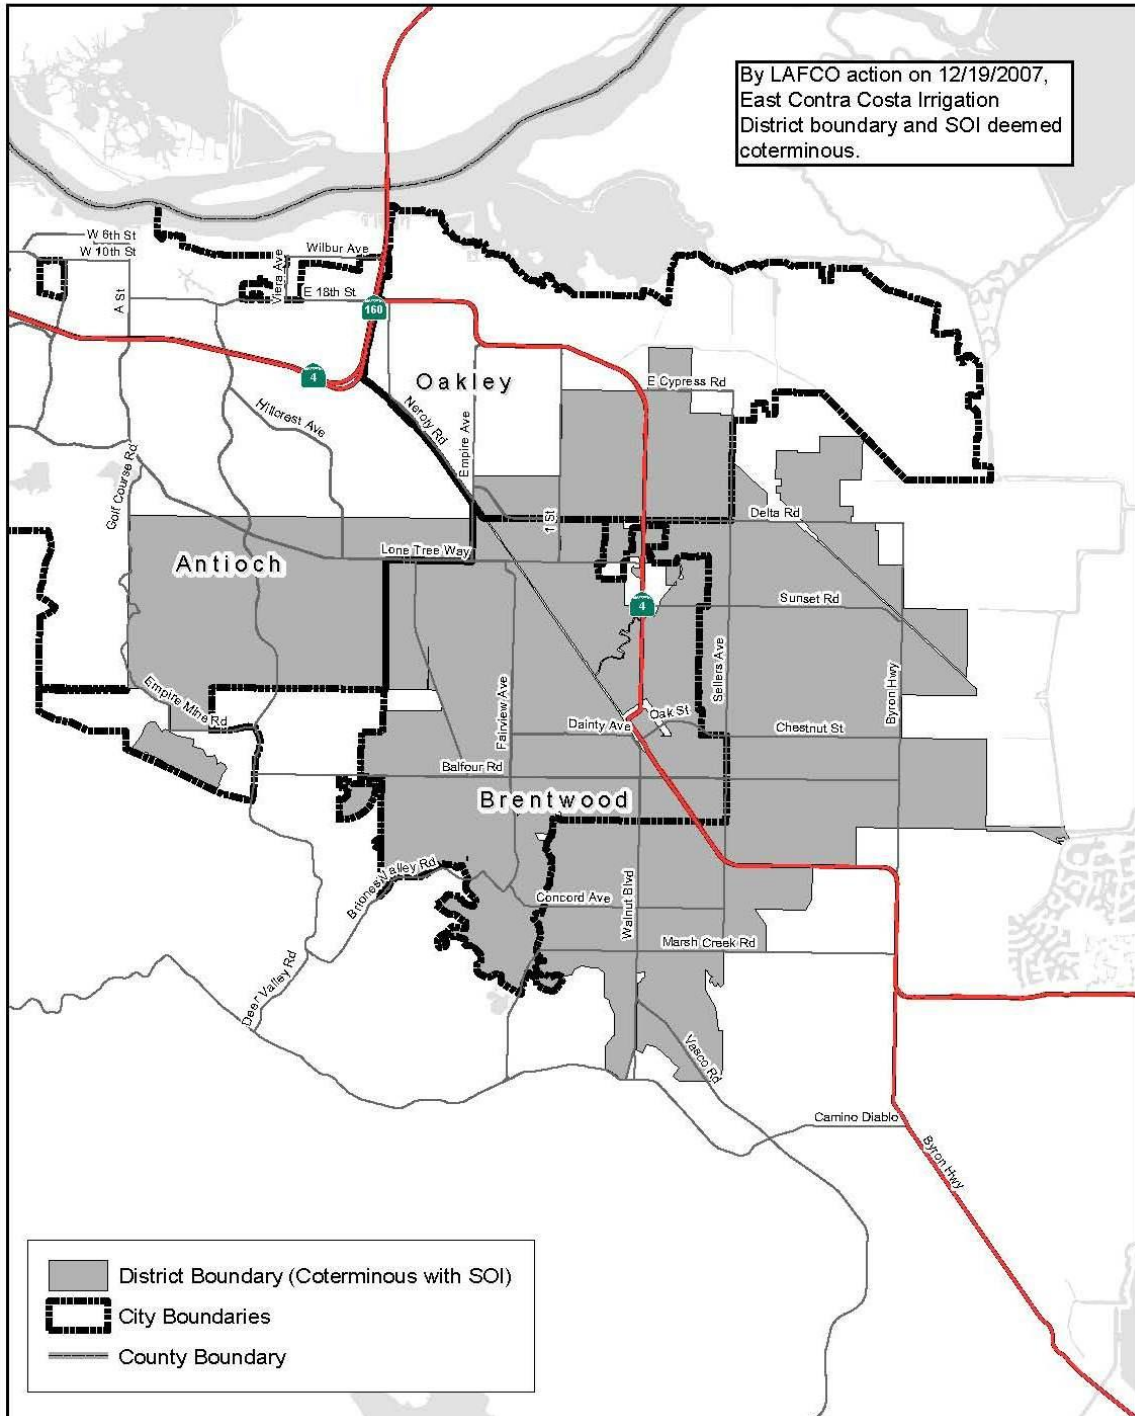 By LAFCO action on 12/19/2007,
East Contra Costa Irrigation
District boundary and SOI deemed
coterminous.
W 6th St
W 10th St
A St
Viera Ave
Wilbur Ave
E 18th St
160
4
Oakley
E Cypress Rd
Hillcrest Ave
Neroly Rd
Empire Ave
Golf Course Rd
Delta Rd
Lone Tree Way
Antioch
4
Sunset Rd
Sellers Ave
Byron Hwy
Empire Mine Rd
Fairview Ave
Dainty Ave
Oak St
Chestnut St
Balfour Rd
Brentwood
Briones Valley Rd
Concord Ave
Walnut Blvd
Marsh Creek Rd
Deer Valley Rd
Vasco Rd
Camino Diablo
Byron Hwy
District Boundary (Coterminous with SOI)
City Boundaries
County Boundary